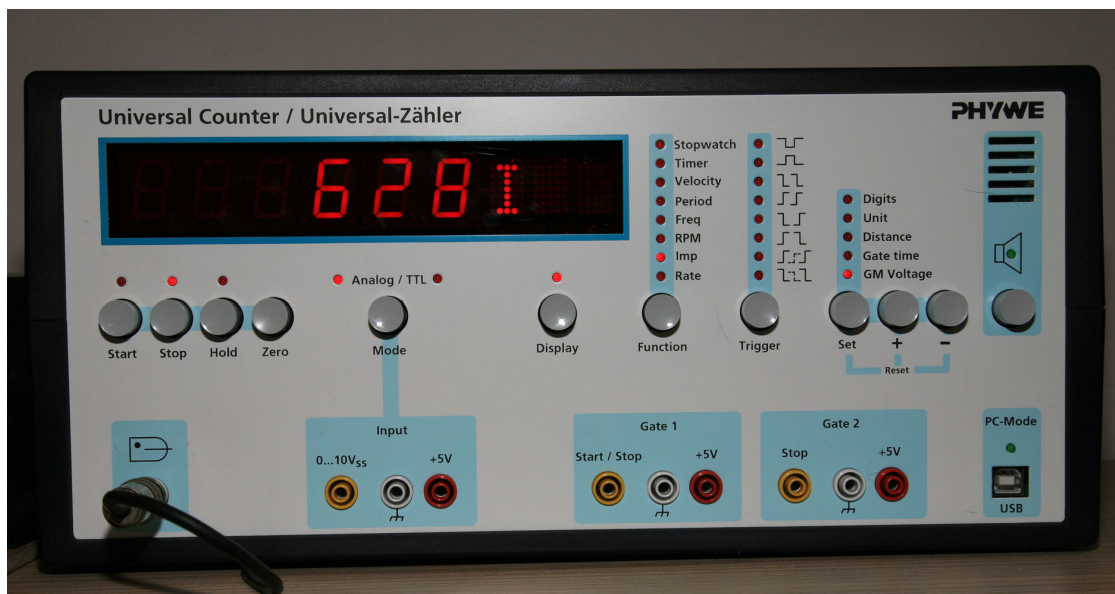 Universal Counter / Universal-Zähler
PHYWE
628 I
Stopwatch
Timer
Velocity
Period
Freq
RPM
Imp
Rate
Digits
Unit
Distance
Gate time
GM Voltage
Analog / TTL
Start Stop Hold Zero
Mode
Display
Function
Trigger
Set + −
Reset
Input
0...10VSS +5V
Gate 1
Start / Stop +5V
Gate 2
Stop +5V
PC-Mode
USB